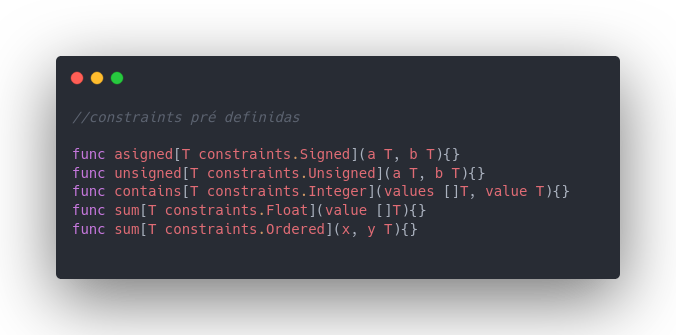 //constraints pré definidas
func asigned[T constraints.Signed](a T, b T){}
func unsigned[T constraints.Unsigned](a T, b T){}
func contains[T constraints.Integer](values []T, value T){}
func sum[T constraints.Float](value []T){}
func sum[T constraints.Ordered](x, y T){}